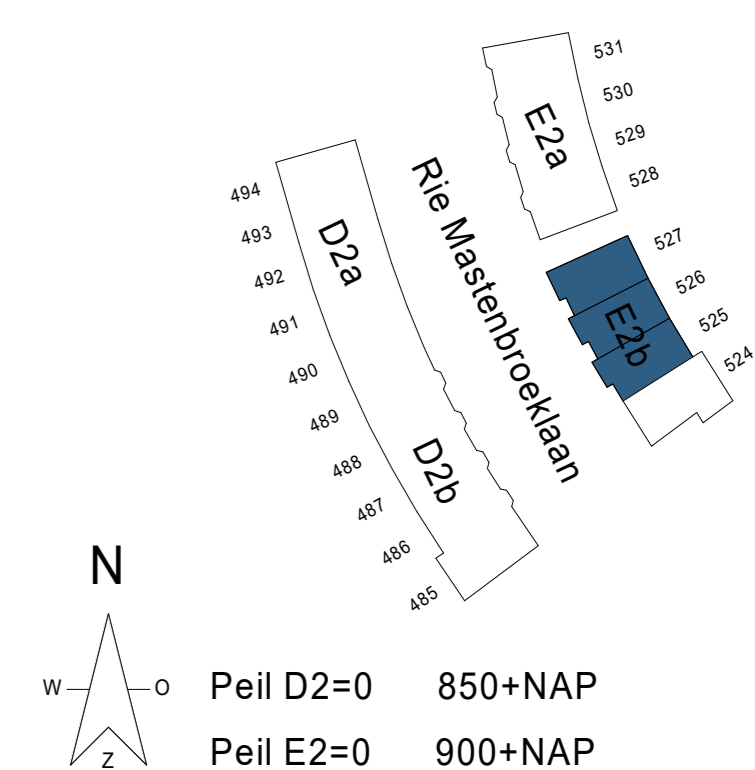 531
530
E2a
529
528
494
493
D2a
492
491
490
489
488
487
486
485
Rie Mastenbroeklaan
527
526
E2b
525
524
D2b
N
W
O
Z
Peil D2=0 850+NAP
Peil E2=0 900+NAP